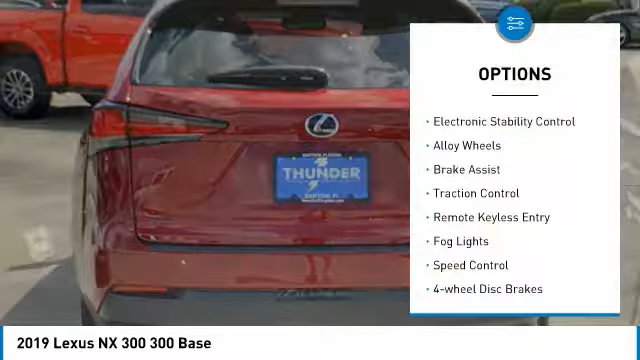 OPTIONS
• Electronic Stability Control
• Alloy Wheels
• Brake Assist
• Traction Control
• Remote Keyless Entry
• Fog Lights
• Speed Control
• 4-wheel Disc Brakes
THUNDER
2019 Lexus NX 300 300 Base